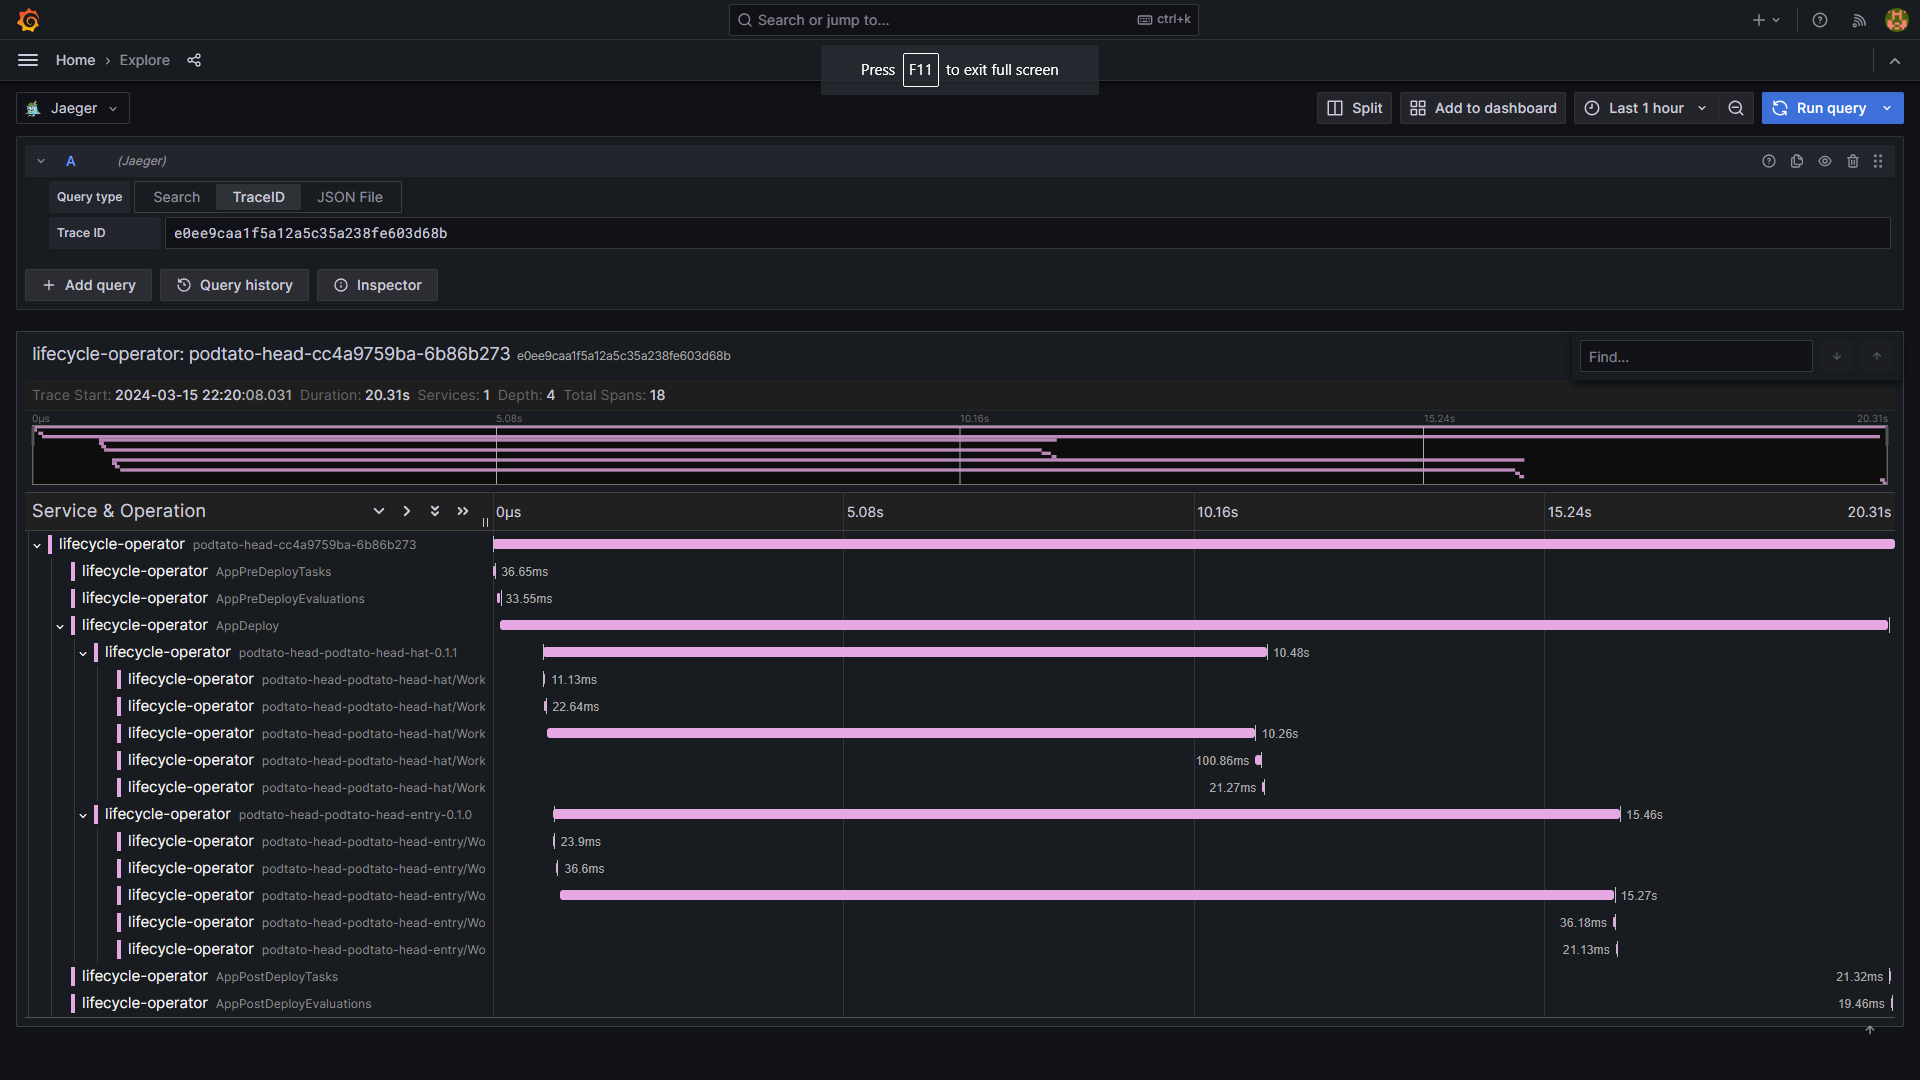 Search or jump to... ctrl+k
Home › Explore
Press F11 to exit full screen
Jaeger Split Add to dashboard Last 1 hour Run query
A (Jaeger)
Query type Search TraceID JSON File
Trace ID e0ee9caa1f5a12a5c35a238fe603d68b
+ Add query Query history Inspector
lifecycle-operator: podtato-head-cc4a9759ba-6b86b273 e0ee9caa1f5a12a5c35a238fe603d68b Find...
Trace Start: 2024-03-15 22:20:08.031 Duration: 20.31s Services: 1 Depth: 4 Total Spans: 18
0μs 5.08s 10.16s 15.24s 20.31s
Service & Operation 0μs 5.08s 10.16s 15.24s 20.31s
lifecycle-operator podtato-head-cc4a9759ba-6b86b273
lifecycle-operator AppPreDeployTasks 36.65ms
lifecycle-operator AppPreDeployEvaluations 33.55ms
lifecycle-operator AppDeploy
lifecycle-operator podtato-head-podtato-head-hat-0.1.1 10.48s
lifecycle-operator podtato-head-podtato-head-hat/Work 11.13ms
lifecycle-operator podtato-head-podtato-head-hat/Work 22.64ms
lifecycle-operator podtato-head-podtato-head-hat/Work 10.26s
lifecycle-operator podtato-head-podtato-head-hat/Work 100.86ms
lifecycle-operator podtato-head-podtato-head-hat/Work 21.27ms
lifecycle-operator podtato-head-podtato-head-entry-0.1.0 15.46s
lifecycle-operator podtato-head-podtato-head-entry/Wo 23.9ms
lifecycle-operator podtato-head-podtato-head-entry/Wo 36.6ms
lifecycle-operator podtato-head-podtato-head-entry/Wo 15.27s
lifecycle-operator podtato-head-podtato-head-entry/Wo 36.18ms
lifecycle-operator podtato-head-podtato-head-entry/Wo 21.13ms
lifecycle-operator AppPostDeployTasks 21.32ms
lifecycle-operator AppPostDeployEvaluations 19.46ms